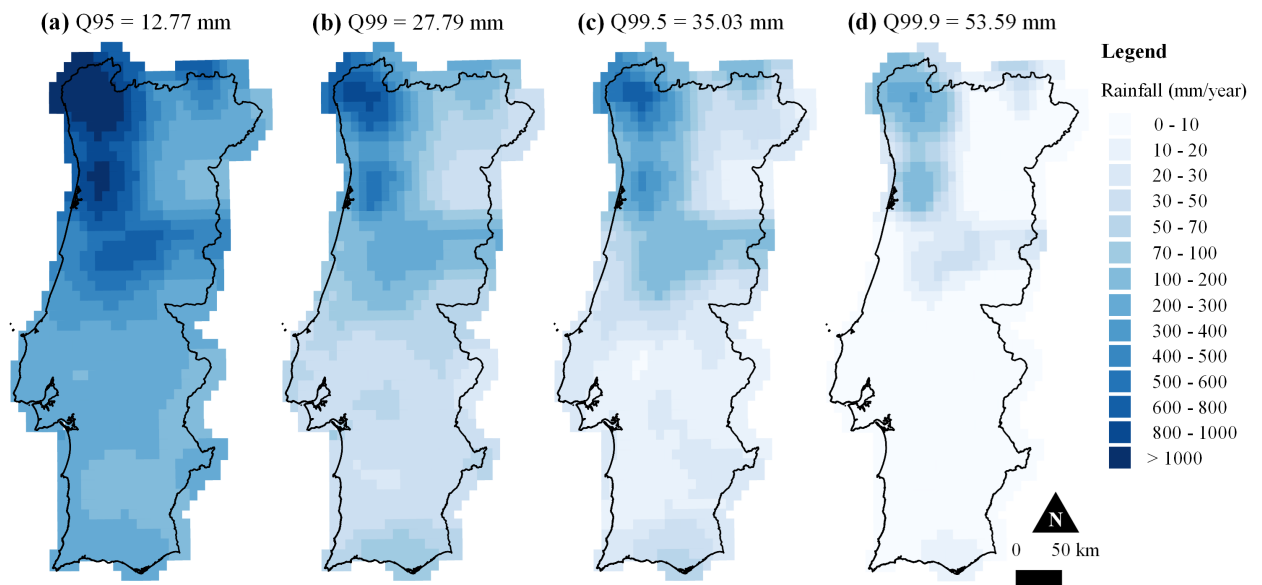 (a) Q95 = 12.77 mm
(b) Q99 = 27.79 mm
(c) Q99.5 = 35.03 mm
(d) Q99.9 = 53.59 mm
Legend
Rainfall (mm/year)
0 - 10
10 - 20
20 - 30
30 - 50
50 - 70
70 - 100
100 - 200
200 - 300
300 - 400
400 - 500
500 - 600
600 - 800
800 - 1000
> 1000
N
0 50 km